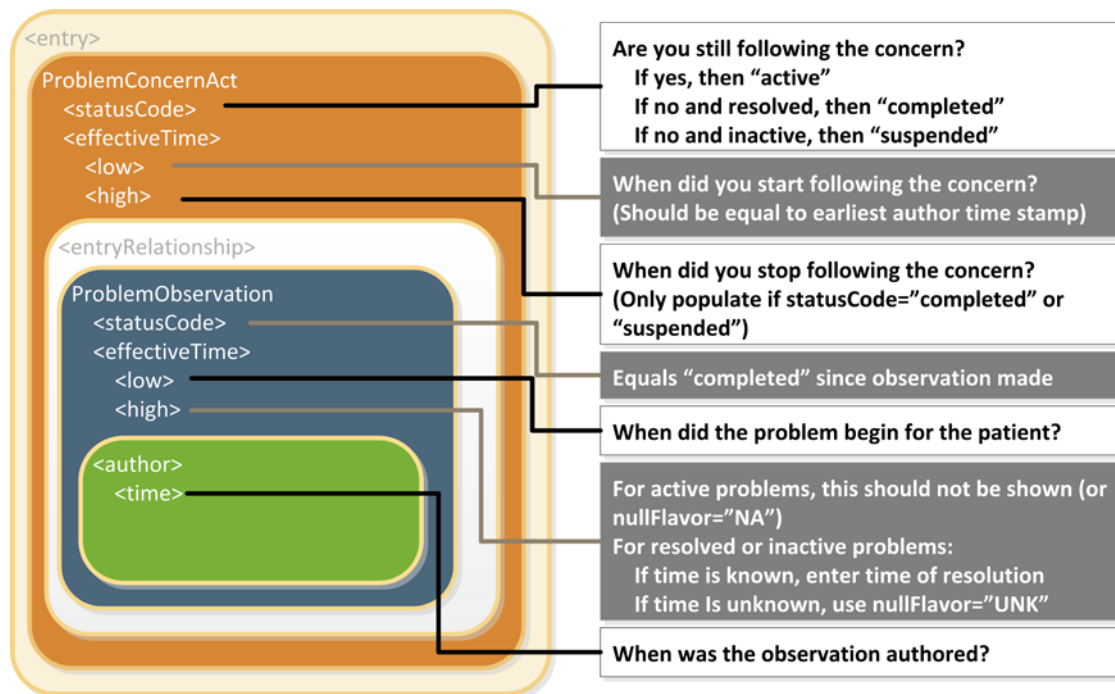 <entry>
ProblemConcernAct
<statusCode>
<effectiveTime>
<low>
<high>
<entryRelationship>
ProblemObservation
<statusCode>
<effectiveTime>
<low>
<high>
<author>
<time>
Are you still following the concern?
If yes, then “active”
If no and resolved, then “completed”
If no and inactive, then “suspended”
When did you start following the concern?
(Should be equal to earliest author time stamp)
When did you stop following the concern?
(Only populate if statusCode=”completed” or
“suspended”)
Equals “completed” since observation made
When did the problem begin for the patient?
For active problems, this should not be shown (or
nullFlavor=”NA”)
For resolved or inactive problems:
If time is known, enter time of resolution
If time Is unknown, use nullFlavor=”UNK”
When was the observation authored?